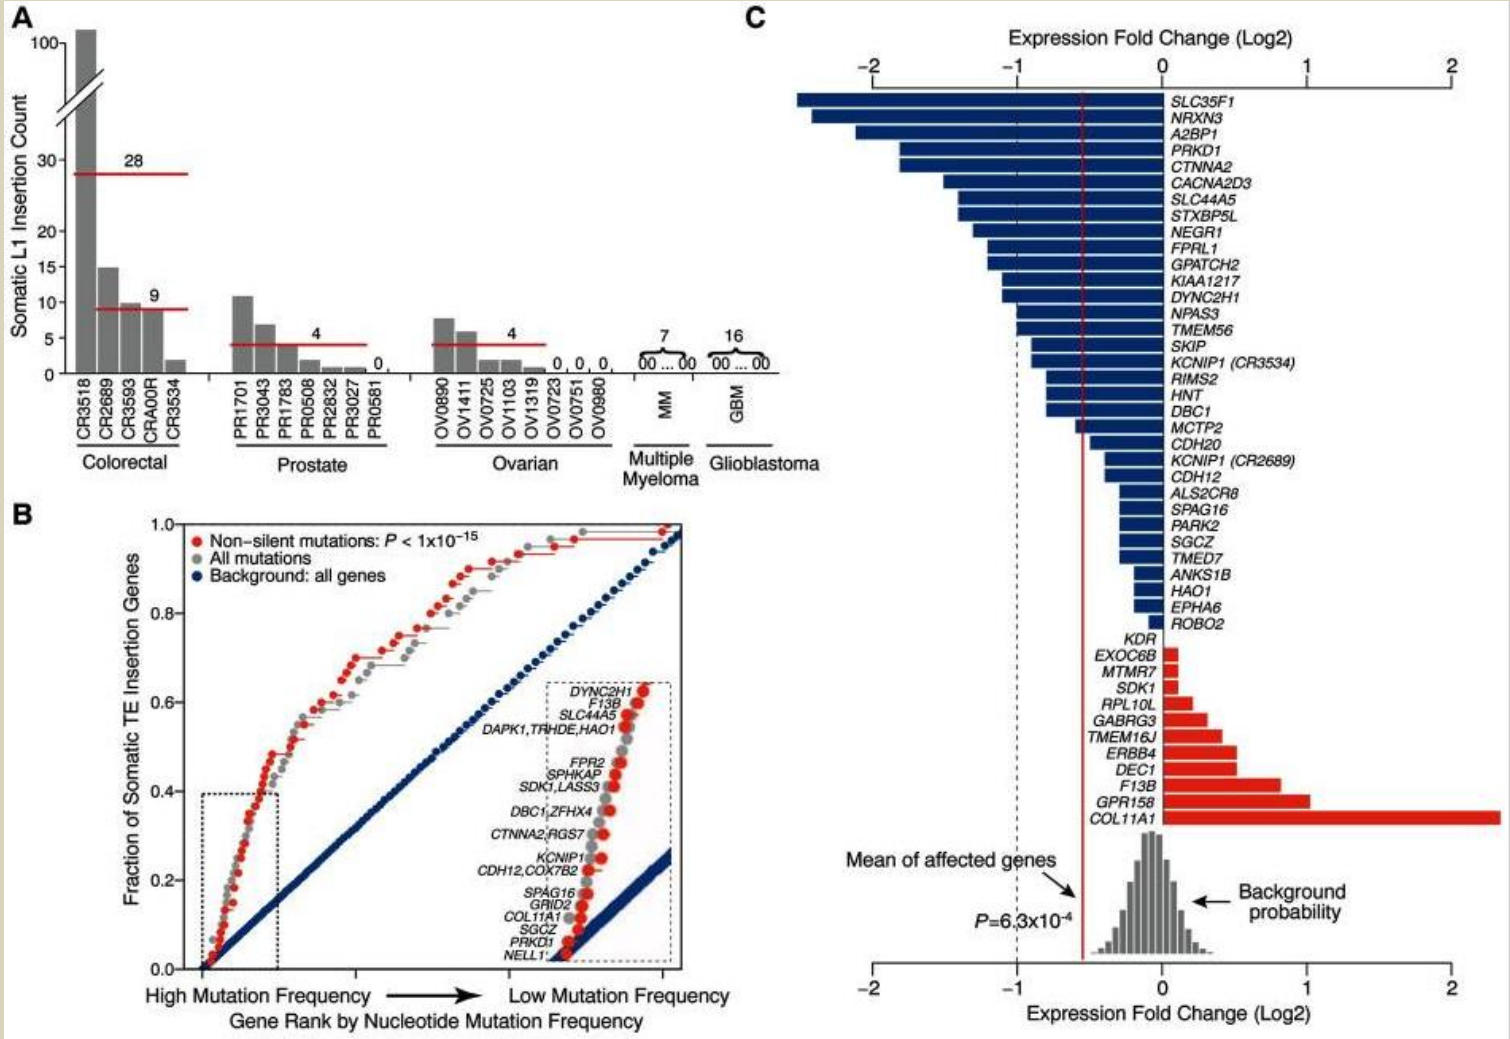 A
Somatic L1 Insertion Count
100
30
20
15
10
5
0
28
9
4
0
4
0 0 0
7
00 ... 00
16
00 ... 00
CR3518
CR2689
CR3593
CRA00R
CR3534
PR1701
PR3043
PR1783
PR0508
PR2832
PR3027
PR0581
OV0890
OV1411
OV0725
OV1103
OV1319
OV0723
OV0751
OV0980
MM
GBM
Colorectal
Prostate
Ovarian
Multiple
Myeloma
Glioblastoma
B
Fraction of Somatic TE Insertion Genes
1.0
0.8
0.6
0.4
0.2
0.0
Non-silent mutations: P < 1x10⁻¹⁵
All mutations
Background: all genes
DYNC2H1
F13B
SLC44A5
DAPK1,TRHDE,HAO1
FPR2
SPHKAP
SDK1,LASS3
DBC1,ZFHX4
CTNNA2,RGS7
KCNIP1
CDH12,COX7B2
SPAG16
GRID2
COL11A1
SGCZ
PRKD1
NELL1
High Mutation Frequency
Low Mutation Frequency
Gene Rank by Nucleotide Mutation Frequency
C
Expression Fold Change (Log2)
−2 −1 0 1 2
SLC35F1
NRXN3
A2BP1
PRKD1
CTNNA2
CACNA2D3
SLC44A5
STXBP5L
NEGR1
FPRL1
GPATCH2
KIAA1217
DYNC2H1
NPAS3
TMEM56
SKIP
KCNIP1 (CR3534)
RIMS2
HNT
DBC1
MCTP2
CDH20
KCNIP1 (CR2689)
CDH12
ALS2CR8
SPAG16
PARK2
SGCZ
TMED7
ANKS1B
HAO1
EPHA6
ROBO2
KDR
EXOC6B
MTMR7
SDK1
RPL10L
GABRG3
TMEM16J
ERBB4
DEC1
F13B
GPR158
COL11A1
Mean of affected genes
P=6.3x10⁻⁴
Background
probability
−2 −1 0 1 2
Expression Fold Change (Log2)